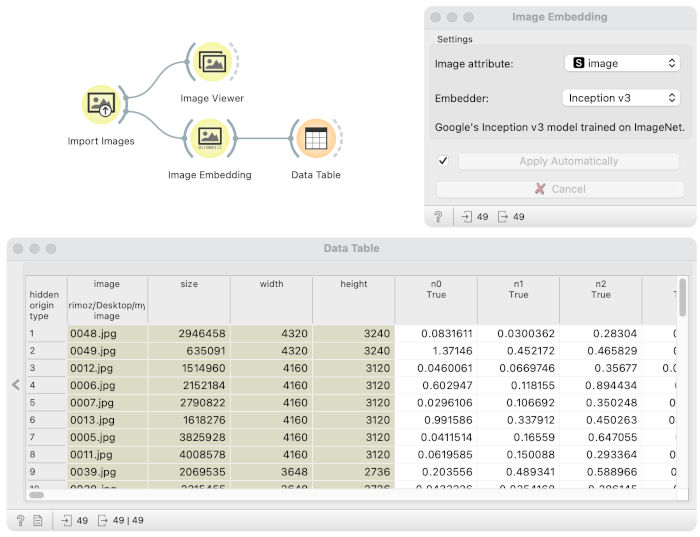 Image Viewer
Import Images
Image Embedding
Data Table
Image Embedding
Settings
Image attribute:
S image
Embedder:
Inception v3
Google's Inception v3 model trained on ImageNet.
Apply Automatically
Cancel
? 49 49
Data Table
image size width height n0 n1 n2
True True True
hidden
origin rimoz/Desktop/my
type image
1 0048.jpg 2946458 4320 3240 0.0831611 0.0300362 0.28304
2 0049.jpg 635091 4320 3240 1.37146 0.452172 0.465829
3 0012.jpg 1514960 4160 3120 0.0460061 0.0669746 0.35677
4 0006.jpg 2152184 4160 3120 0.602947 0.118155 0.894434
5 0007.jpg 2790822 4160 3120 0.0296106 0.106692 0.350248
6 0013.jpg 1618276 4160 3120 0.991586 0.337912 0.450263
7 0005.jpg 3825928 4160 3120 0.0411514 0.16559 0.647055
8 0011.jpg 4008578 4160 3120 0.0619585 0.150088 0.293364
9 0039.jpg 2069535 3648 2736 0.203556 0.489341 0.588966
? 49 49 | 49